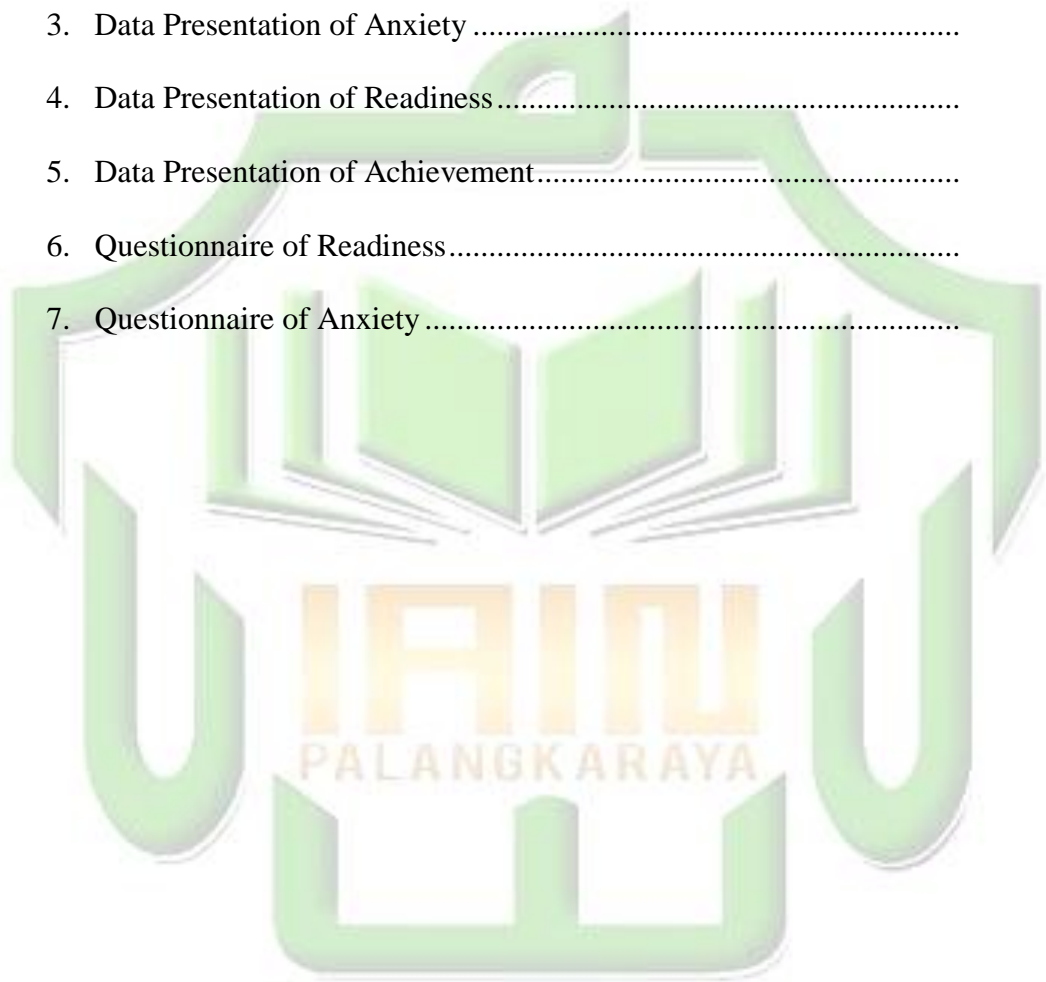 3. Data Presentation of Anxiety .............................................................
4. Data Presentation of Readiness ..........................................................
5. Data Presentation of Achievement.....................................................
6. Questionnaire of Readiness................................................................
7. Questionnaire of Anxiety ...................................................................
IAIN
PALANGKARAYA